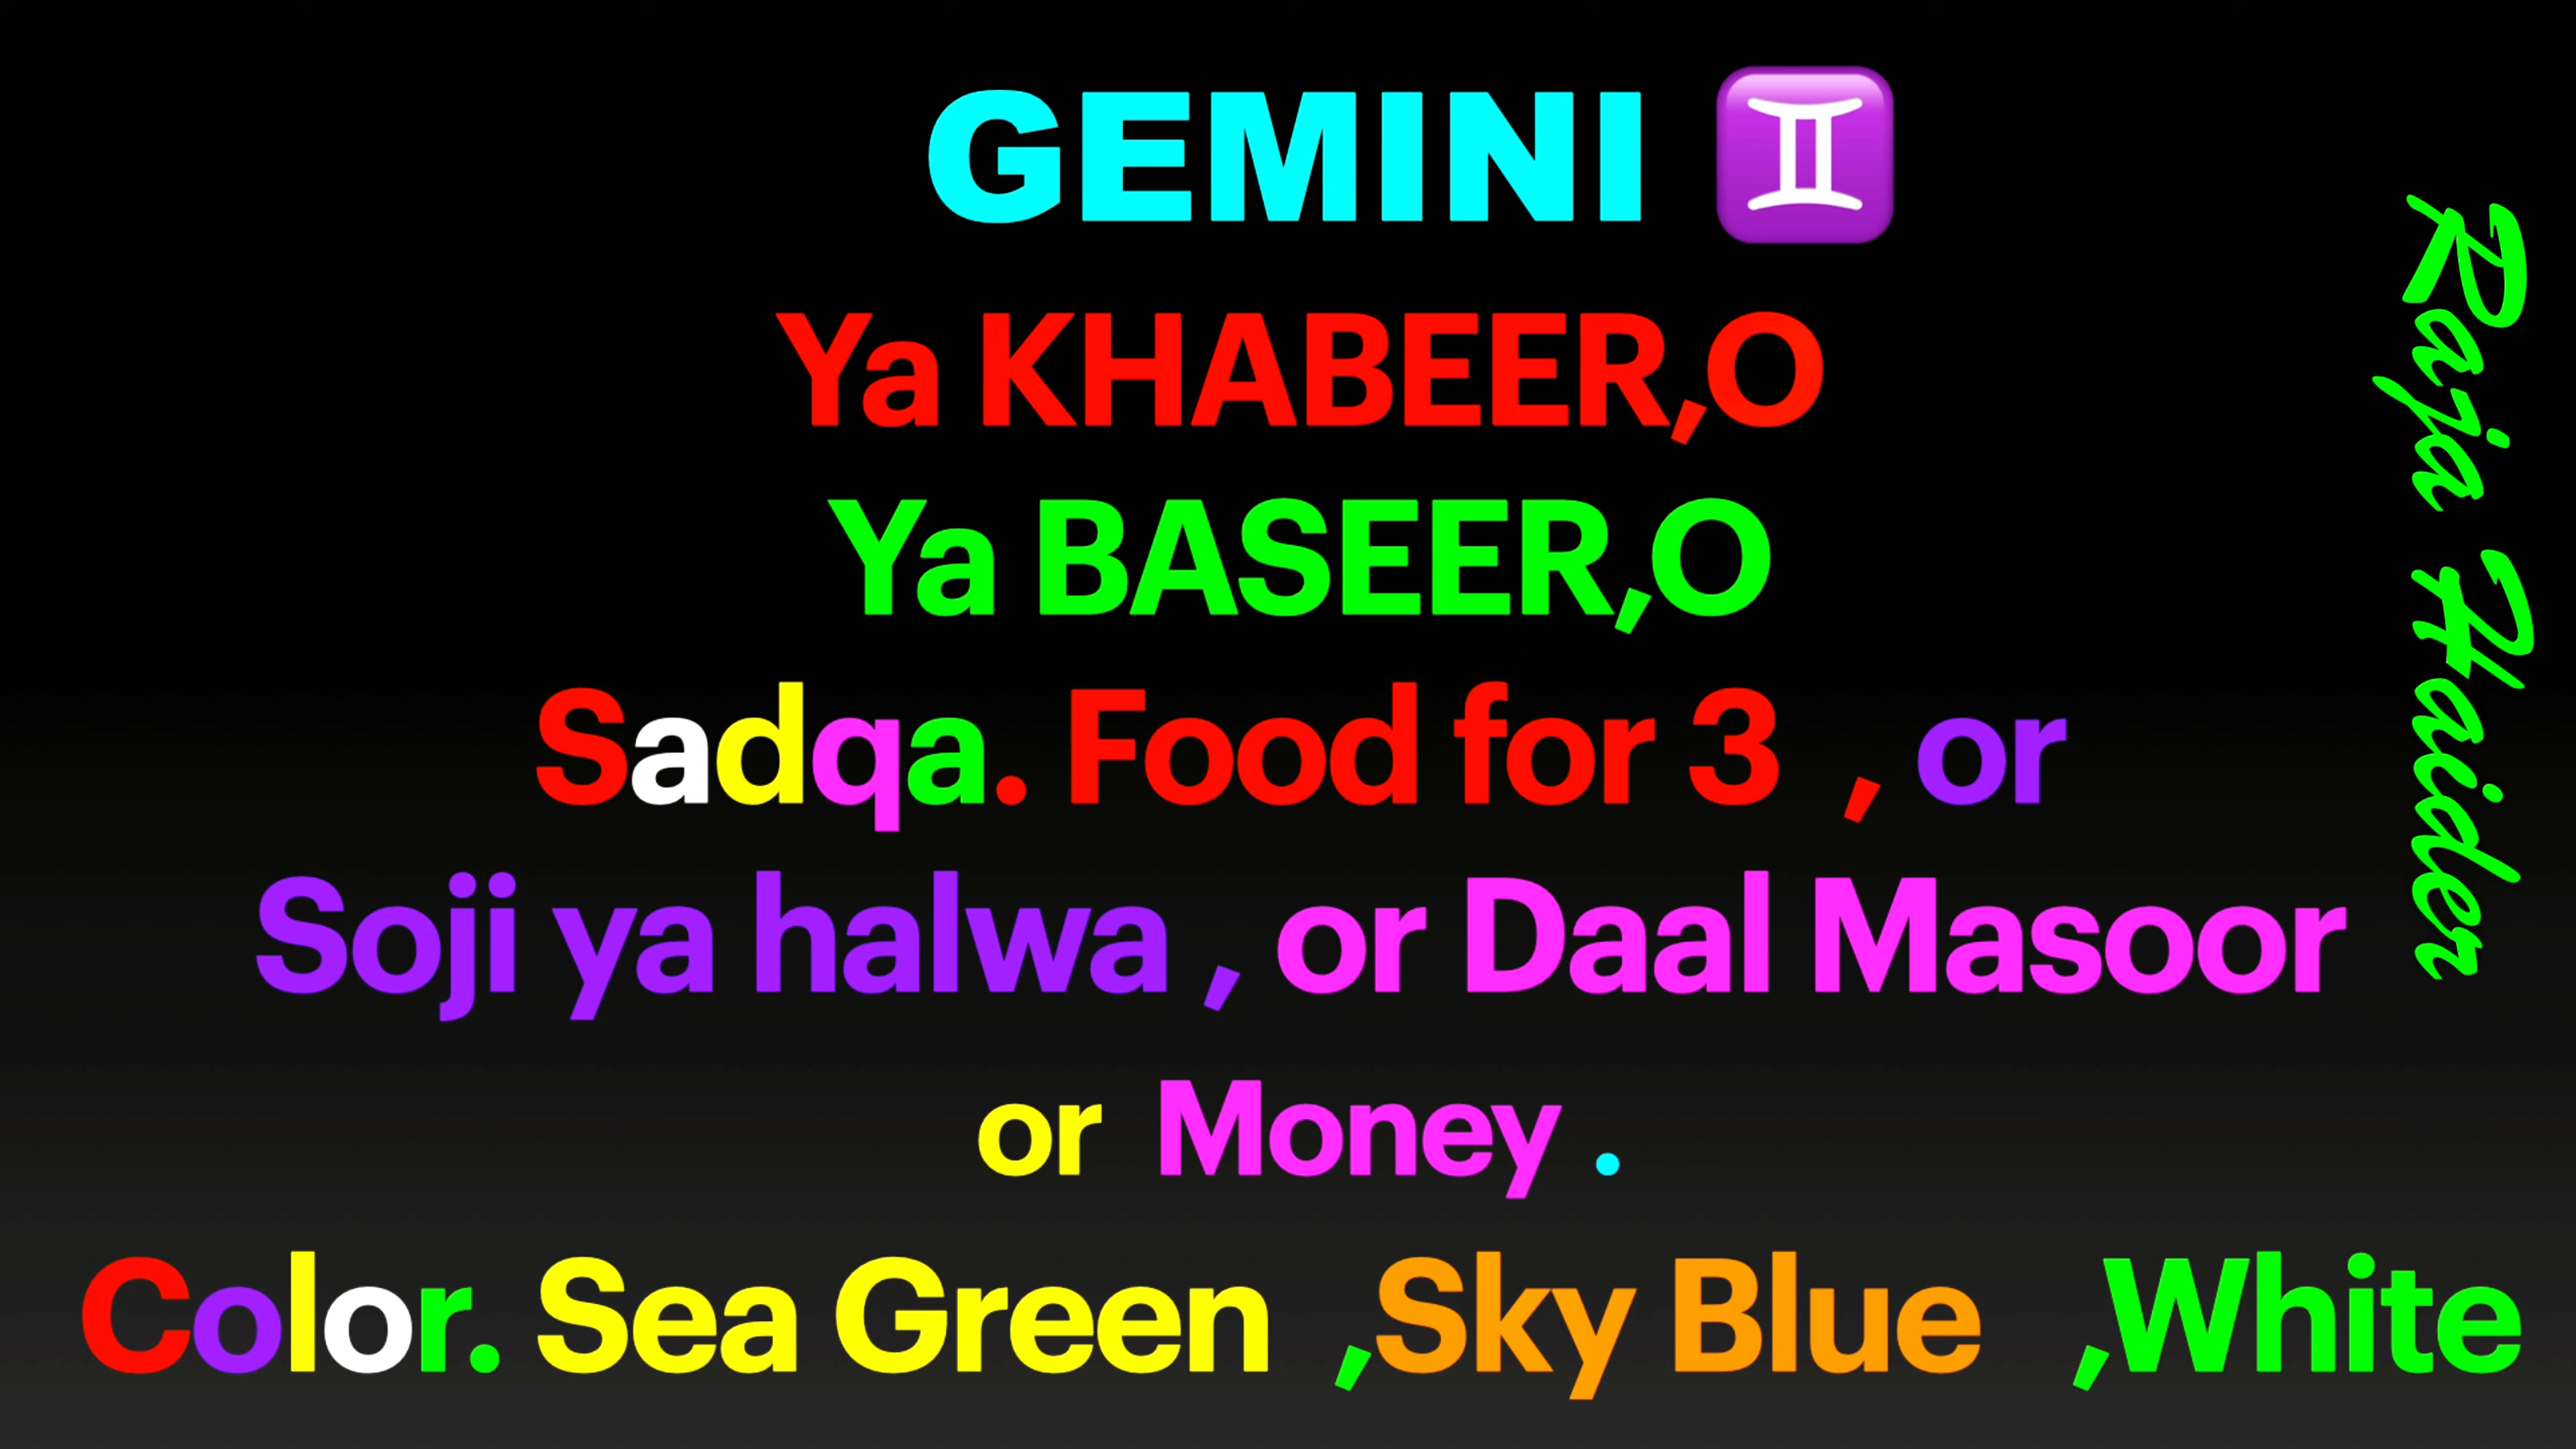 GEMINI ♊
Ya KHABEER,O
Ya BASEER,O
Sadqa. Food for 3 , or
Soji ya halwa , or Daal Masoor
or Money .
Color. Sea Green ,Sky Blue ,White
Raja Haider